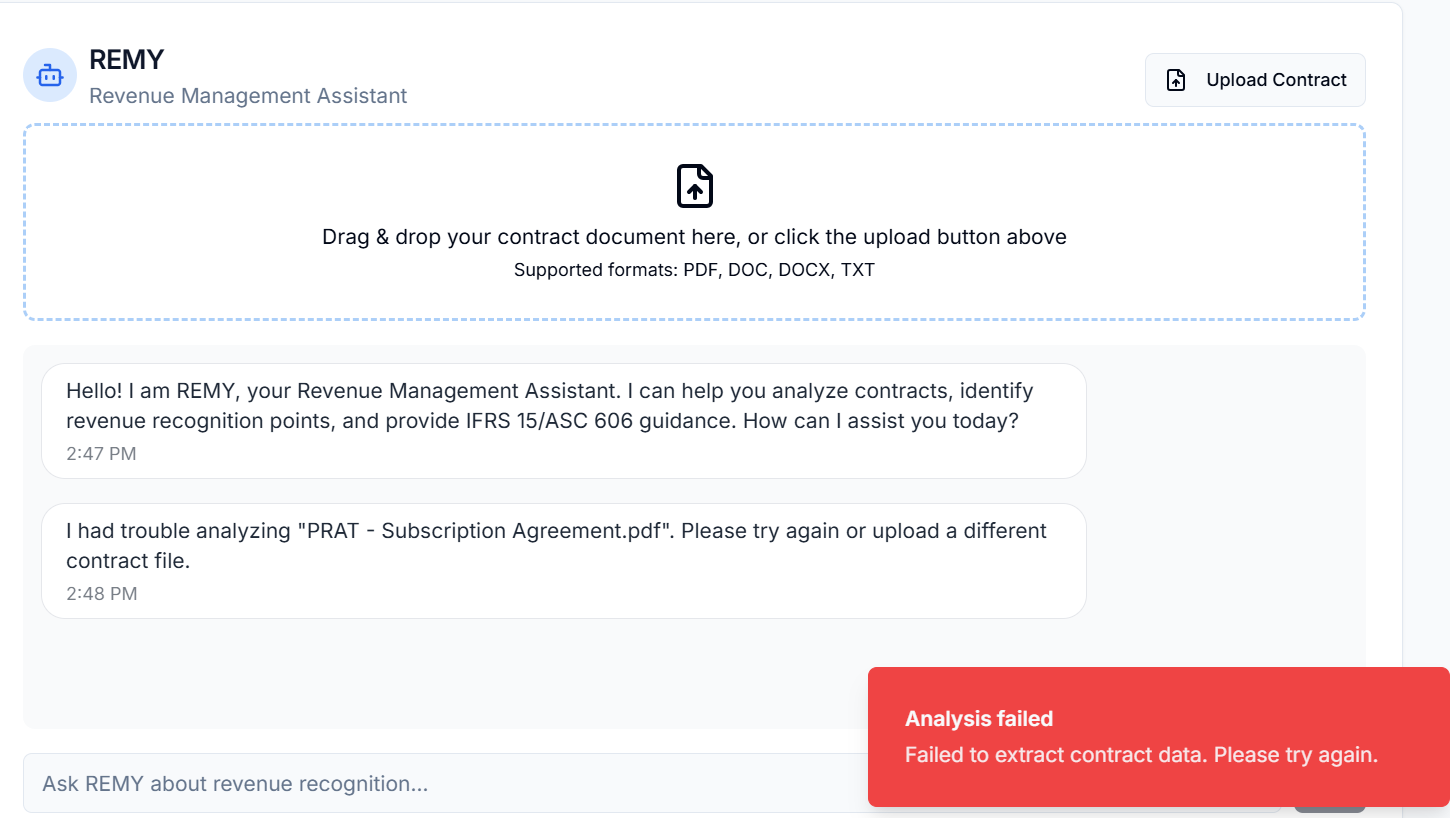 REMY
Revenue Management Assistant
Upload Contract
Drag & drop your contract document here, or click the upload button above
Supported formats: PDF, DOC, DOCX, TXT
Hello! I am REMY, your Revenue Management Assistant. I can help you analyze contracts, identify
revenue recognition points, and provide IFRS 15/ASC 606 guidance. How can I assist you today?
2:47 PM
I had trouble analyzing "PRAT - Subscription Agreement.pdf". Please try again or upload a different
contract file.
2:48 PM
Analysis failed
Failed to extract contract data. Please try again.
Ask REMY about revenue recognition...